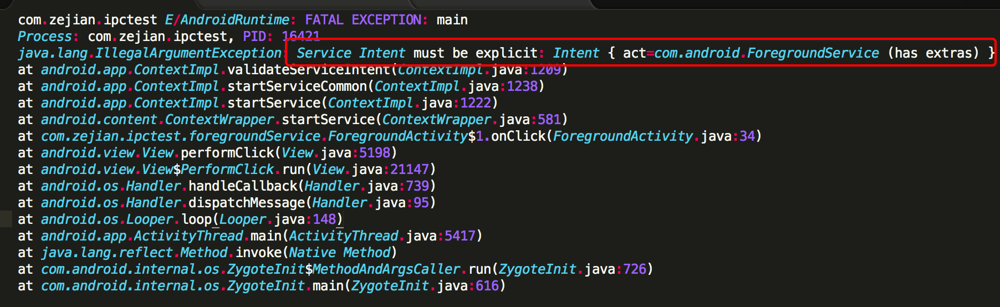 com.zejian.ipctest E/AndroidRuntime: FATAL EXCEPTION: main
Process: com.zejian.ipctest, PID: 16421
java.lang.IllegalArgumentException: Service Intent must be explicit: Intent { act=com.android.ForegroundService (has extras) }
at android.app.ContextImpl.validateServiceIntent(ContextImpl.java:1209)
at android.app.ContextImpl.startServiceCommon(ContextImpl.java:1238)
at android.app.ContextImpl.startService(ContextImpl.java:1222)
at android.content.ContextWrapper.startService(ContextWrapper.java:581)
at com.zejian.ipctest.foregroundService.ForegroundActivity$1.onClick(ForegroundActivity.java:34)
at android.view.View.performClick(View.java:5198)
at android.view.View$PerformClick.run(View.java:21147)
at android.os.Handler.handleCallback(Handler.java:739)
at android.os.Handler.dispatchMessage(Handler.java:95)
at android.os.Looper.loop(Looper.java:148)
at android.app.ActivityThread.main(ActivityThread.java:5417)
at java.lang.reflect.Method.invoke(Native Method)
at com.android.internal.os.ZygoteInit$MethodAndArgsCaller.run(ZygoteInit.java:726)
at com.android.internal.os.ZygoteInit.main(ZygoteInit.java:616)